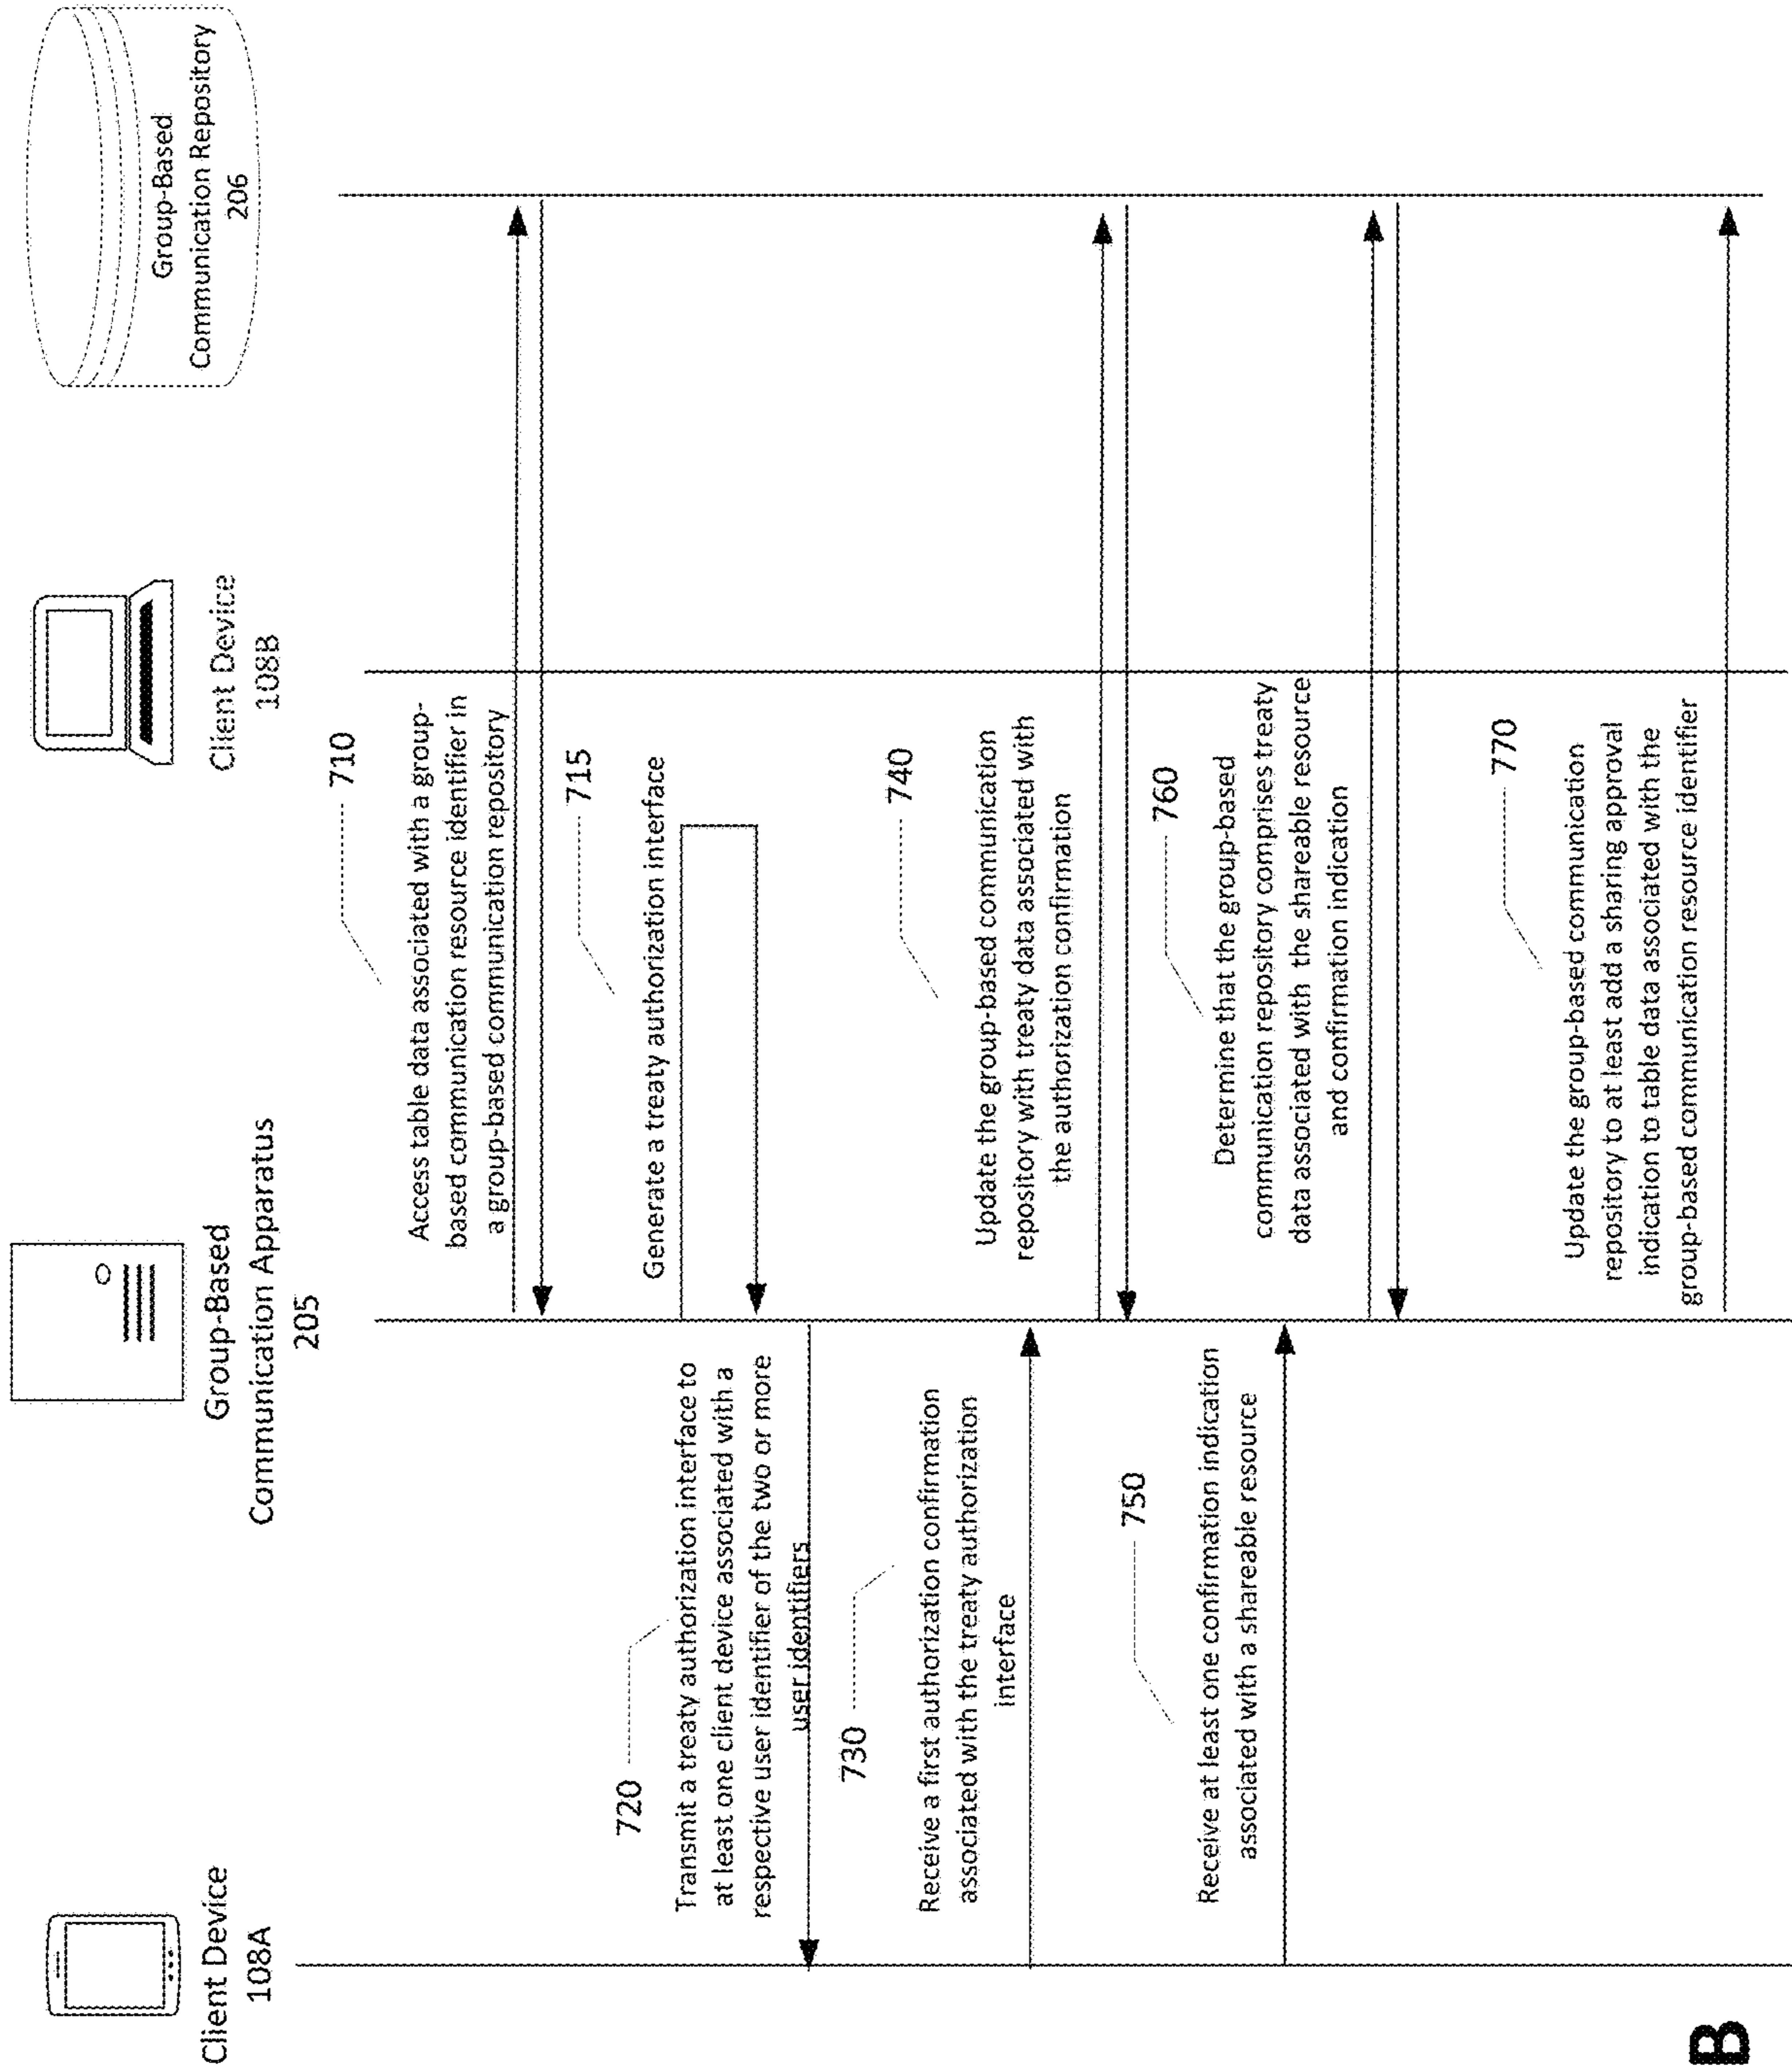 Client Device
108A
Group-Based
Communication Apparatus
205
Client Device
108B
Group-Based
Communication Repository
206
710
Access table data associated with a group-
based communication resource identifier in
a group-based communication repository
715
Generate a treaty authorization interface
720
Transmit a treaty authorization interface to
at least one client device associated with a
respective user identifier of the two or more
user identifiers
730
Receive a first authorization confirmation
associated with the treaty authorization
interface
740
Update the group-based communication
repository with treaty data associated with
the authorization confirmation
750
Receive at least one confirmation indication
associated with a shareable resource
760
Determine that the group-based
communication repository comprises treaty
data associated with the shareable resource
and confirmation indication
770
Update the group-based communication
repository to at least add a sharing approval
indication to table data associated with the
group-based communication resource identifier
B